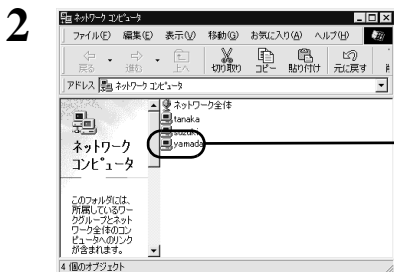 2
ネットワーク コンピュータ
ファイル(F) 編集(E) 表示(V) 移動(G) お気に入り(A) ヘルプ(H)
戻る 進む 上へ 切り取り コピー 貼り付け 元に戻す
アドレス ネットワーク コンピュータ
ネットワーク全体
tanaka
suzuki
yamada
ネットワーク
コンピュータ
このフォルダには、
所属しているワー
クグループとネット
ワーク全体のコン
ピュータへのリンク
が含まれます。
4 個のオブジェクト